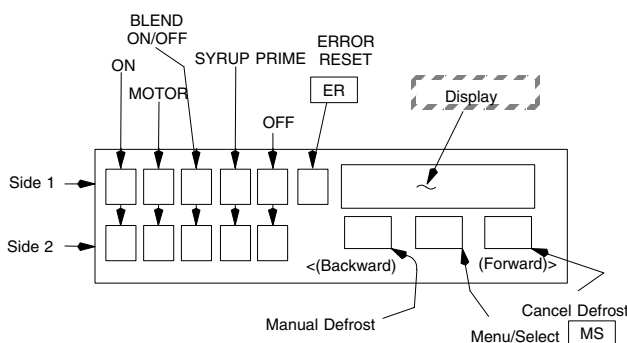 BLEND
ON/OFF
ERROR
RESET
SYRUP PRIME
ON
ER
MOTOR
Display
OFF
Side 1
Side 2
<(Backward)
(Forward)>
Manual Defrost
Cancel Defrost
Menu/Select
MS